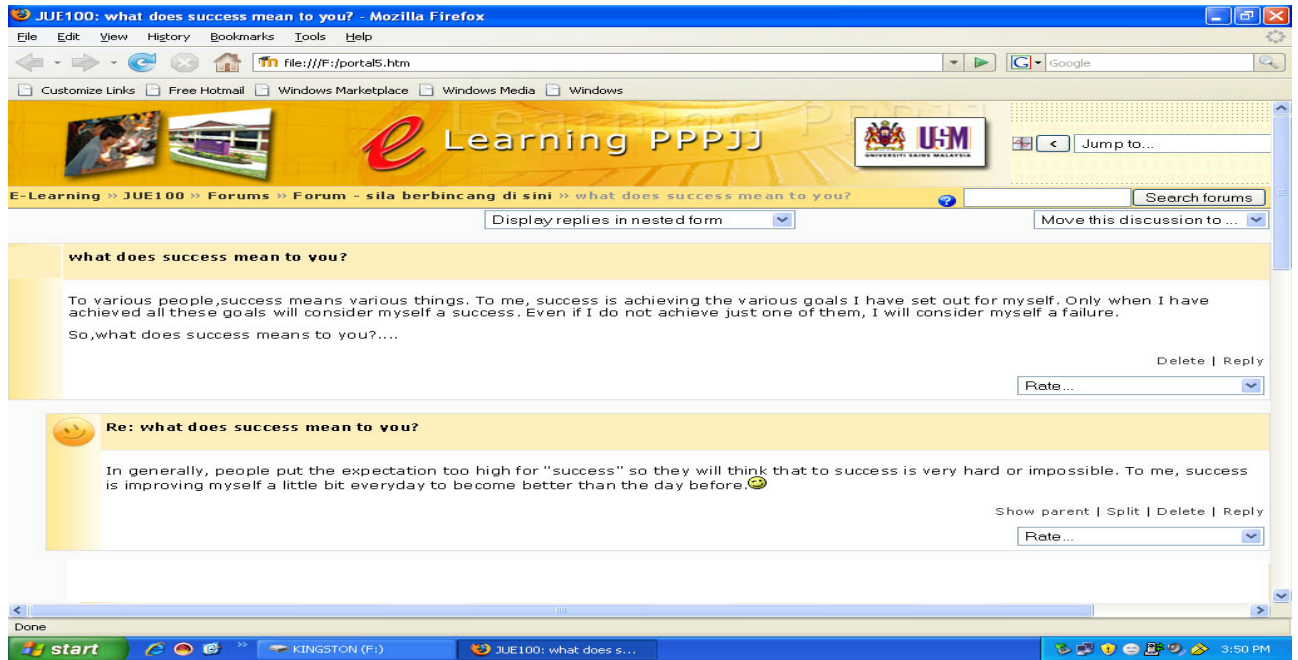 JUE100: what does success mean to you? - Mozilla Firefox
File Edit View History Bookmarks Tools Help
file:///F:/portal5.htm
G Google
Customize Links Free Hotmail Windows Marketplace Windows Media Windows
e Learning PPPJJ
USM
UNIVERSITI SAINS MALAYSIA
< Jump to...
E-Learning » JUE100 » Forums » Forum - sila berbincang di sini » what does success mean to you?
Search forums
Display replies in nested form
Move this discussion to ...
what does success mean to you?
To various people,success means various things. To me, success is achieving the various goals I have set out for myself. Only when I have
achieved all these goals will consider myself a success. Even if I do not achieve just one of them, I will consider myself a failure.
So,what does success means to you?....
Delete | Reply
Rate...
Re: what does success mean to you?
In generally, people put the expectation too high for "success" so they will think that to success is very hard or impossible. To me, success
is improving myself a little bit everyday to become better than the day before.
Show parent | Split | Delete | Reply
Rate...
Done
start KINGSTON (F:) JUE100: what does s... 3:50 PM